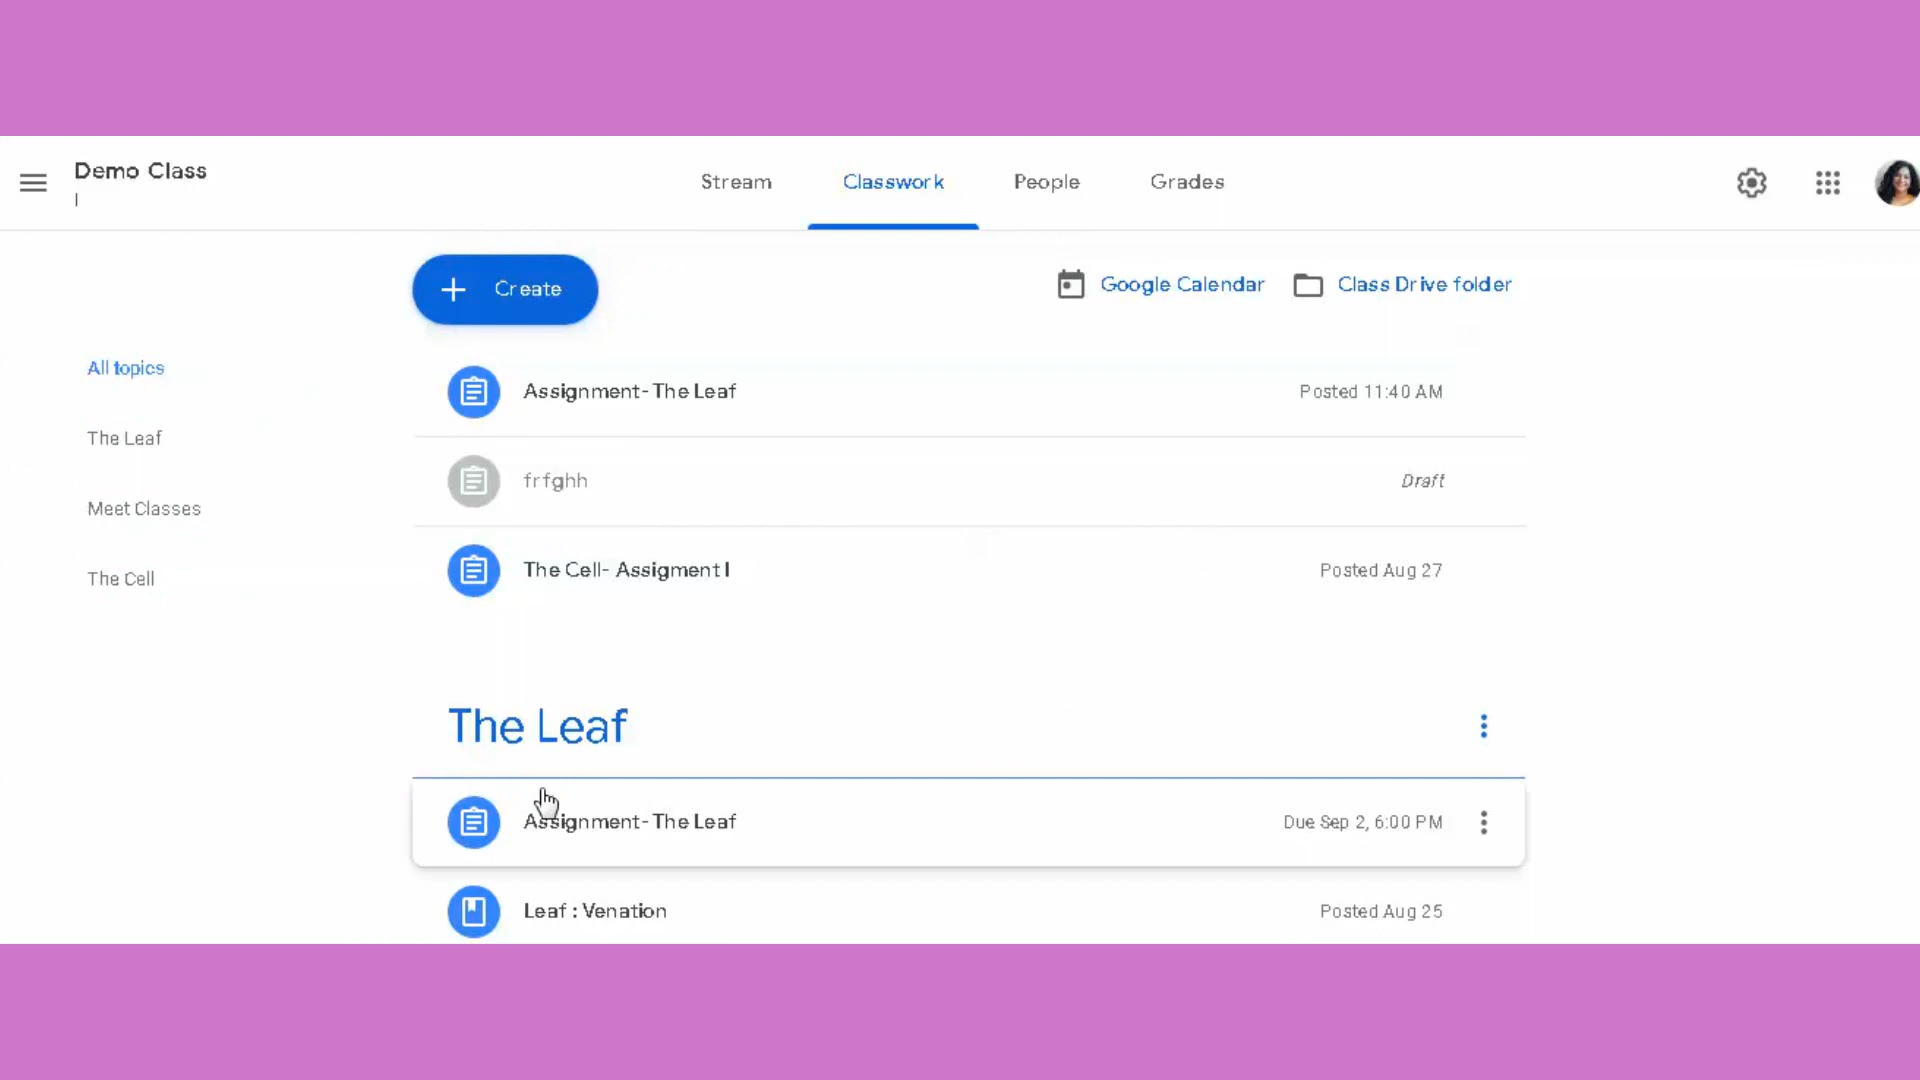 Demo Class
I
Stream
Classwork
People
Grades
Create
Google Calendar
Class Drive folder
All topics
The Leaf
Meet Classes
The Cell
Assignment- The Leaf
Posted 11:40 AM
frfghh
Draft
The Cell- Assigment I
Posted Aug 27
The Leaf
Assignment- The Leaf
Due Sep 2, 6:00 PM
Leaf : Venation
Posted Aug 25